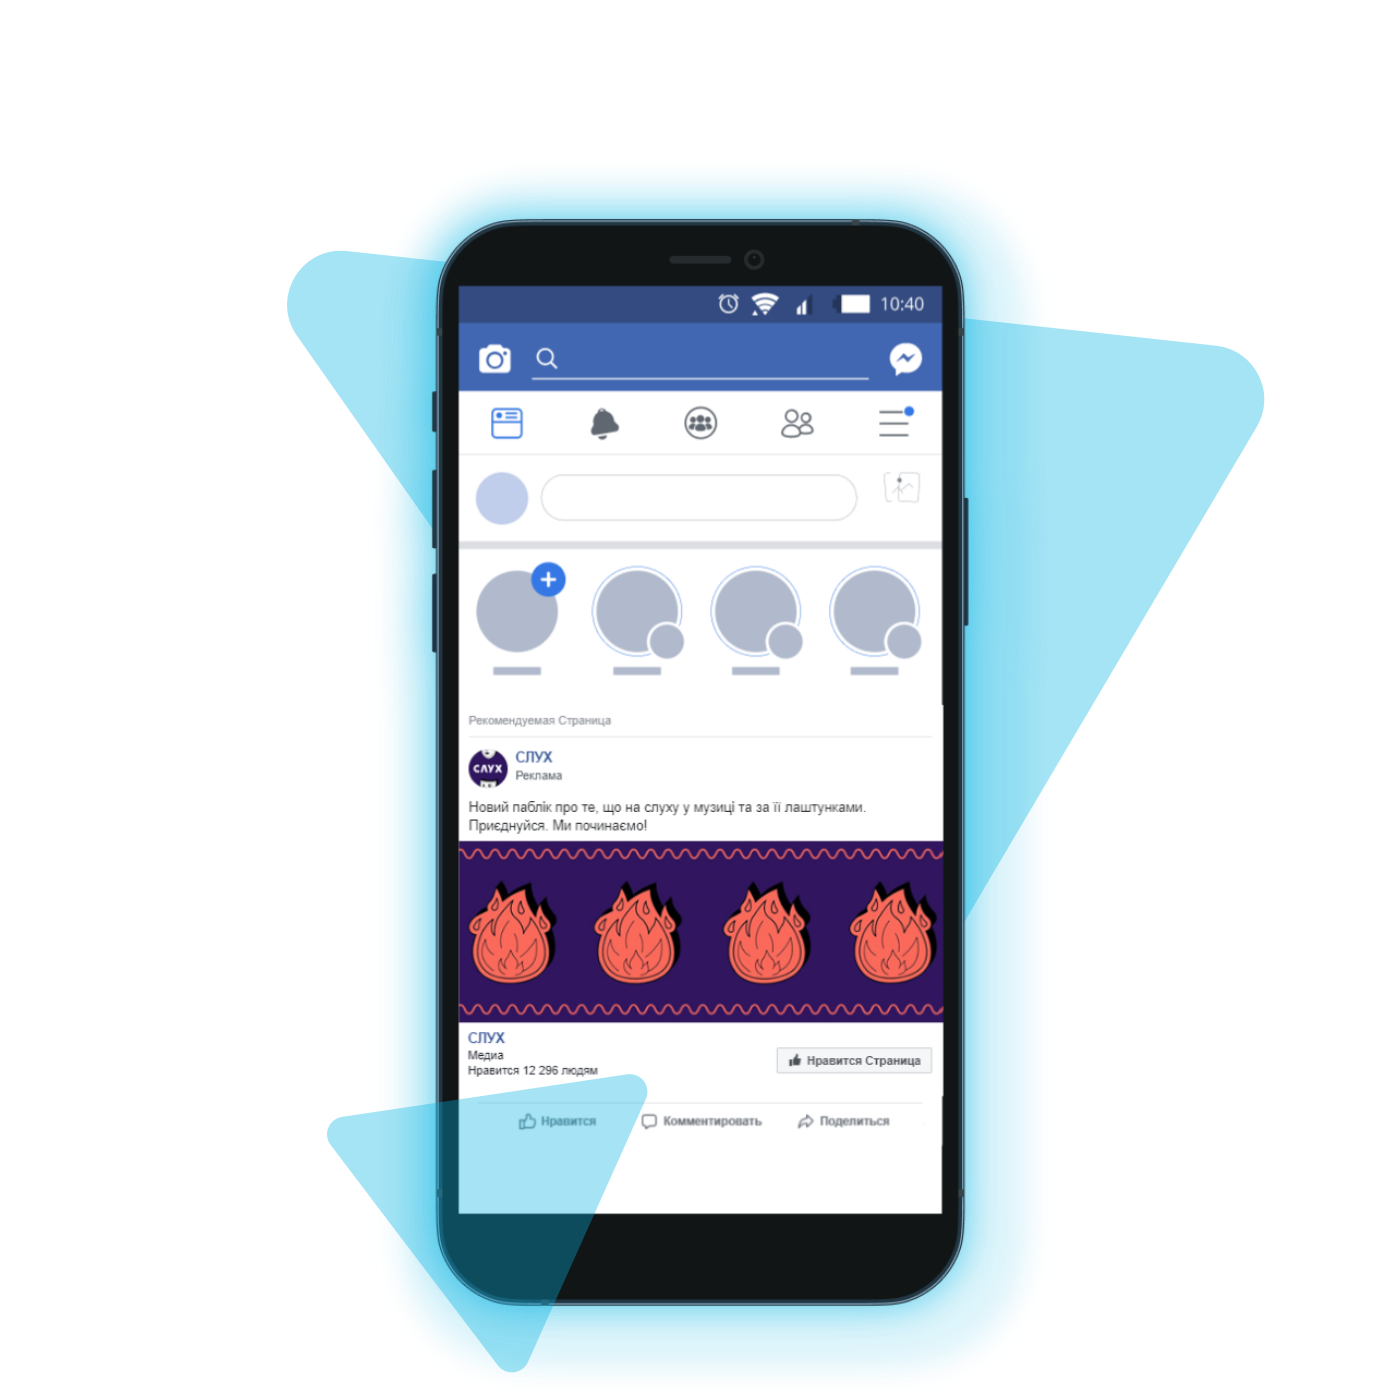 10:40
Рекомендуемая Страница
СЛУХ
СЛУХ
Реклама
Новий паблік про те, що на слуху у музиці та за її лаштунками.
Приєднуйся. Ми починаємо!
СЛУХ
Медиа
Нравится 12 296 людям
Нравится Страница
Нравится Комментировать Поделиться